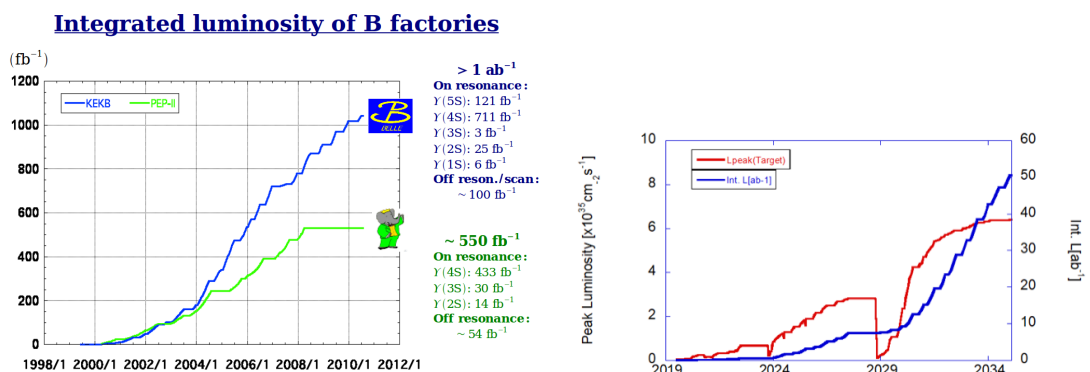 Integrated luminosity of B factories
(fb⁻¹)
1200
1000
800
600
400
200
0
1998/1 2000/1 2002/1 2004/1 2006/1 2008/1 2010/1 2012/1
KEKB PEP-II
B
BELLE
> 1 ab⁻¹
On resonance:
Υ(5S): 121 fb⁻¹
Υ(4S): 711 fb⁻¹
Υ(3S): 3 fb⁻¹
Υ(2S): 25 fb⁻¹
Υ(1S): 6 fb⁻¹
Off reson./scan:
~ 100 fb⁻¹
~ 550 fb⁻¹
On resonance:
Υ(4S): 433 fb⁻¹
Υ(3S): 30 fb⁻¹
Υ(2S): 14 fb⁻¹
Off resonance:
~ 54 fb⁻¹
Peak Luminosity [x10³⁵cm₋₂s⁻¹]
10
8
6
4
2
0
Lpeak(Target)
Int. L[ab-1]
60
50
40
30
20
10
0
Int. L[ab⁻¹]
2019 2024 2029 2034